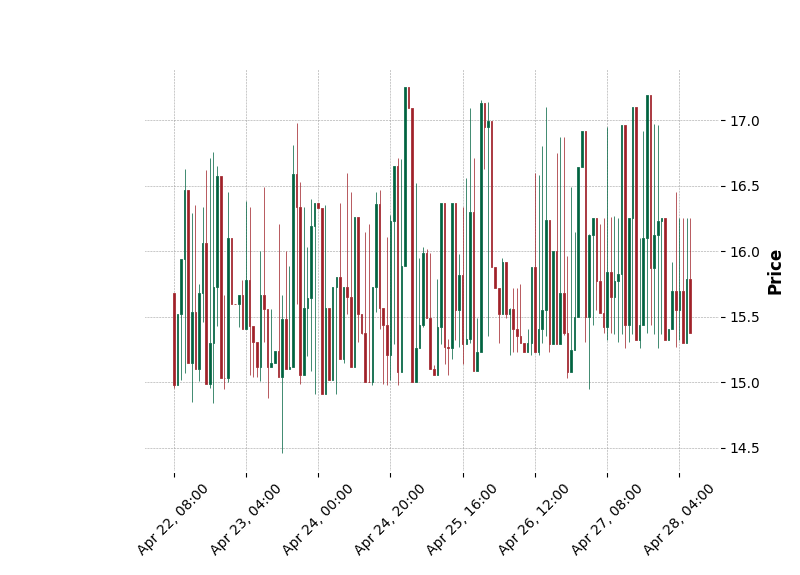 17.0
16.5
16.0
15.5
15.0
14.5
Price
Apr 22, 08:00
Apr 23, 04:00
Apr 24, 00:00
Apr 24, 20:00
Apr 25, 16:00
Apr 26, 12:00
Apr 27, 08:00
Apr 28, 04:00